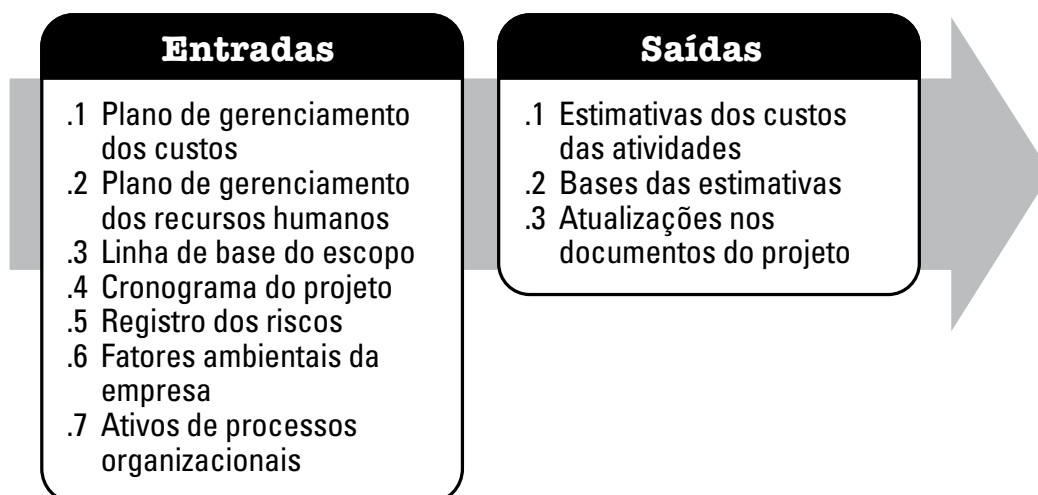 Entradas
.1 Plano de gerenciamento
dos custos
.2 Plano de gerenciamento
dos recursos humanos
.3 Linha de base do escopo
.4 Cronograma do projeto
.5 Registro dos riscos
.6 Fatores ambientais da
empresa
.7 Ativos de processos
organizacionais
Saídas
.1 Estimativas dos custos
das atividades
.2 Bases das estimativas
.3 Atualizações nos
documentos do projeto